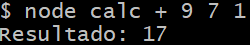 $ node calc + 9 7 1
Resultado: 17